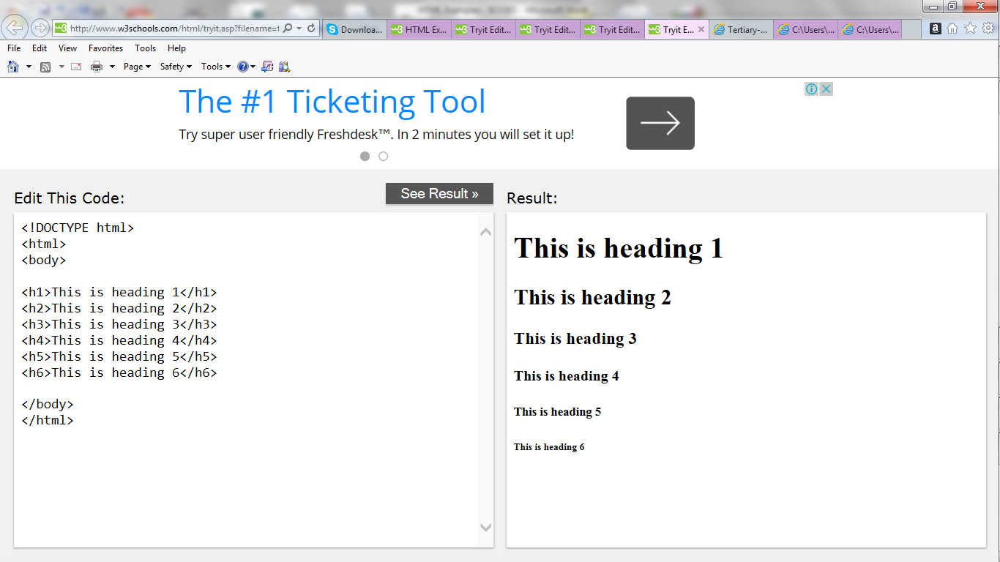 http://www.w3schools.com/html/tryit.asp?filename=
Downloa...
HTML Ex...
Tryit Edit...
Tryit Edit...
Tryit Edit...
Tryit E...
Tertiary-...
C:\Users\...
C:\Users\...
File Edit View Favorites Tools Help
Page Safety Tools
The #1 Ticketing Tool
Try super user friendly Freshdesk™. In 2 minutes you will set it up!
Edit This Code:
See Result »
<!DOCTYPE html>
<html>
<body>
<h1>This is heading 1</h1>
<h2>This is heading 2</h2>
<h3>This is heading 3</h3>
<h4>This is heading 4</h4>
<h5>This is heading 5</h5>
<h6>This is heading 6</h6>
</body>
</html>
Result:
This is heading 1
This is heading 2
This is heading 3
This is heading 4
This is heading 5
This is heading 6